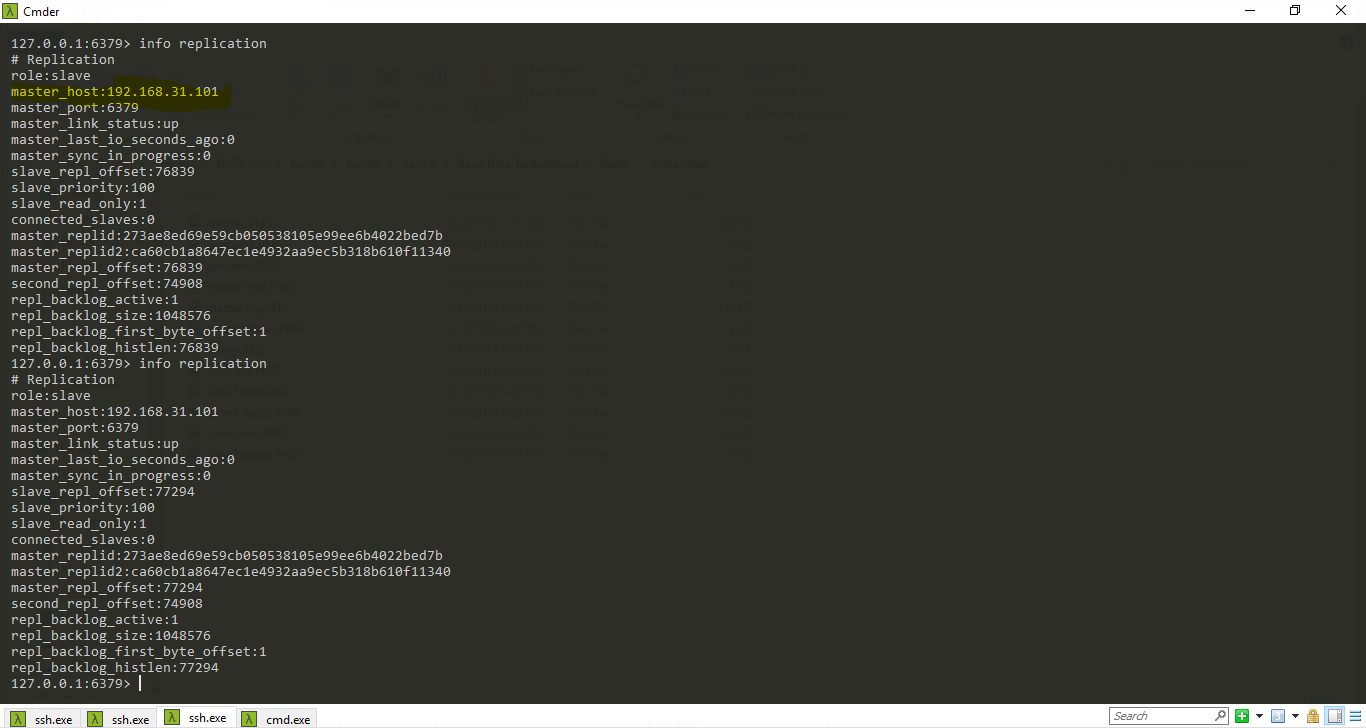 Cmder
127.0.0.1:6379> info replication
# Replication
role:slave
master_host:192.168.31.101
master_port:6379
master_link_status:up
master_last_io_seconds_ago:0
master_sync_in_progress:0
slave_repl_offset:76839
slave_priority:100
slave_read_only:1
connected_slaves:0
master_replid:273ae8ed69e59cb050538105e99ee6b4022bed7b
master_replid2:ca60cb1a8647ec1e4932aa9ec5b318b610f11340
master_repl_offset:76839
second_repl_offset:74908
repl_backlog_active:1
repl_backlog_size:1048576
repl_backlog_first_byte_offset:1
repl_backlog_histlen:76839
127.0.0.1:6379> info replication
# Replication
role:slave
master_host:192.168.31.101
master_port:6379
master_link_status:up
master_last_io_seconds_ago:0
master_sync_in_progress:0
slave_repl_offset:77294
slave_priority:100
slave_read_only:1
connected_slaves:0
master_replid:273ae8ed69e59cb050538105e99ee6b4022bed7b
master_replid2:ca60cb1a8647ec1e4932aa9ec5b318b610f11340
master_repl_offset:77294
second_repl_offset:74908
repl_backlog_active:1
repl_backlog_size:1048576
repl_backlog_first_byte_offset:1
repl_backlog_histlen:77294
127.0.0.1:6379>
ssh.exe ssh.exe ssh.exe cmd.exe Search